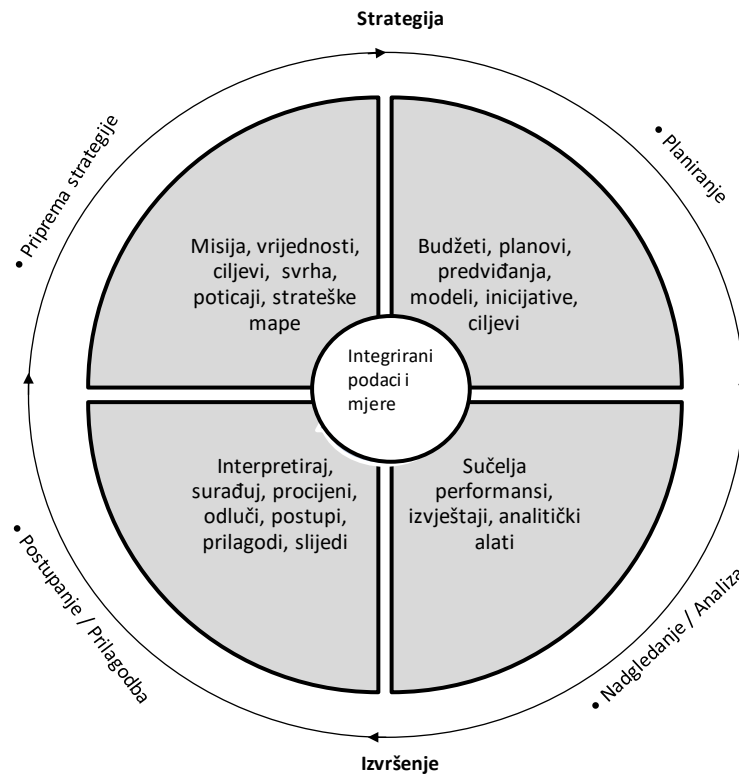 Strategija
• Priprema strategije
• Planiranje
Misija, vrijednosti,
ciljevi, svrha,
poticaji, strateške
mape
Budžeti, planovi,
predviđanja,
modeli, inicijative,
ciljevi
Integrirani
podaci i
mjere
Interpretiraj,
surađuj, procijeni,
odluči, postupi,
prilagodi, slijedi
Sučelja
performansi,
izvještaji, analitički
alati
• Postupanje / Prilagodba
• Nadgledanje / Analiza
Izvršenje